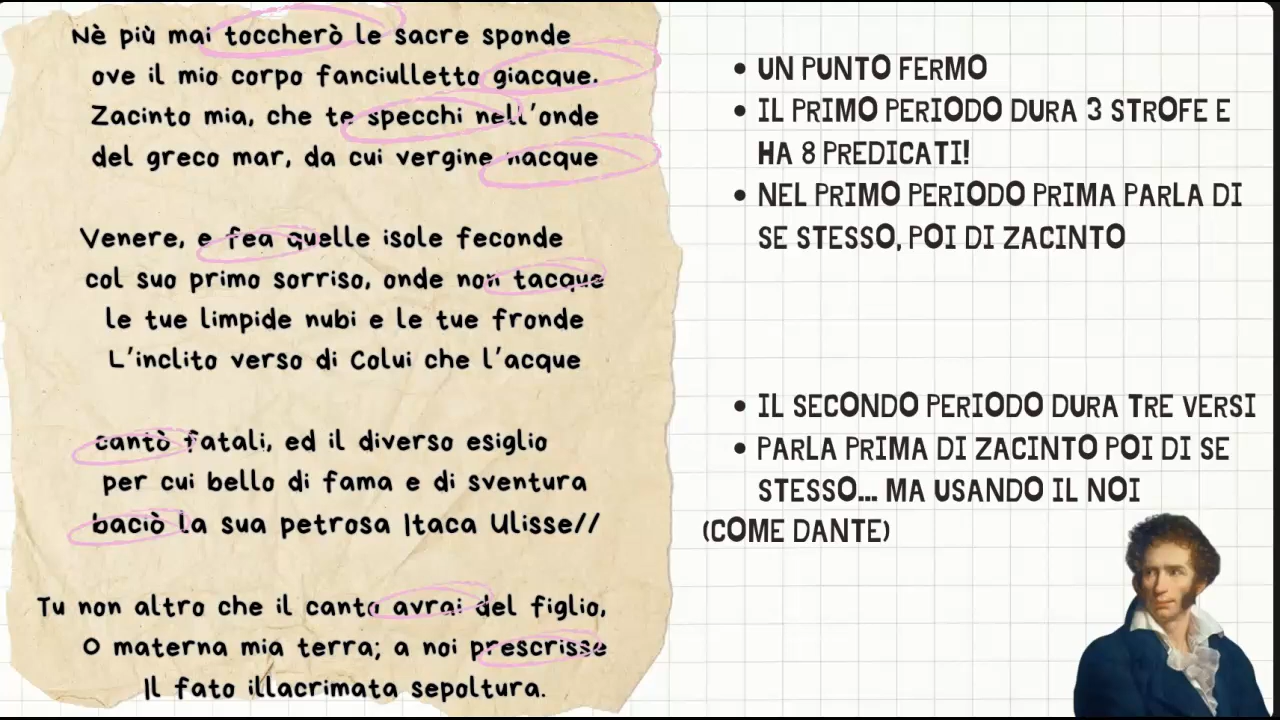 Nè più mai toccherò le sacre sponde
ove il mio corpo fanciulletto giacque.
Zacinto mia, che te specchi nell'onde
del greco mar, da cui vergine nacque
Venere, e fea quelle isole feconde
col suo primo sorriso, onde non tacque
le tue limpide nubi e le tue fronde
L'inclito verso di Colui che l'acque
cantò fatali, ed il diverso esiglio
per cui bello di fama e di sventura
baciò la sua petrosa Itaca Ulisse//
Tu non altro che il canto avrai del figlio,
O materna mia terra; a noi prescrisse
Il fato illacrimata sepoltura.
• UN PUNTO FERMO
• IL PRIMO PERIODO DURA 3 STROFE E
HA 8 PREDICATI!
• NEL PRIMO PERIODO PRIMA PARLA DI
SE STESSO, POI DI ZACINTO
• IL SECONDO PERIODO DURA TRE VERSI
• PARLA PRIMA DI ZACINTO POI DI SE
STESSO... MA USANDO IL NOI
(COME DANTE)